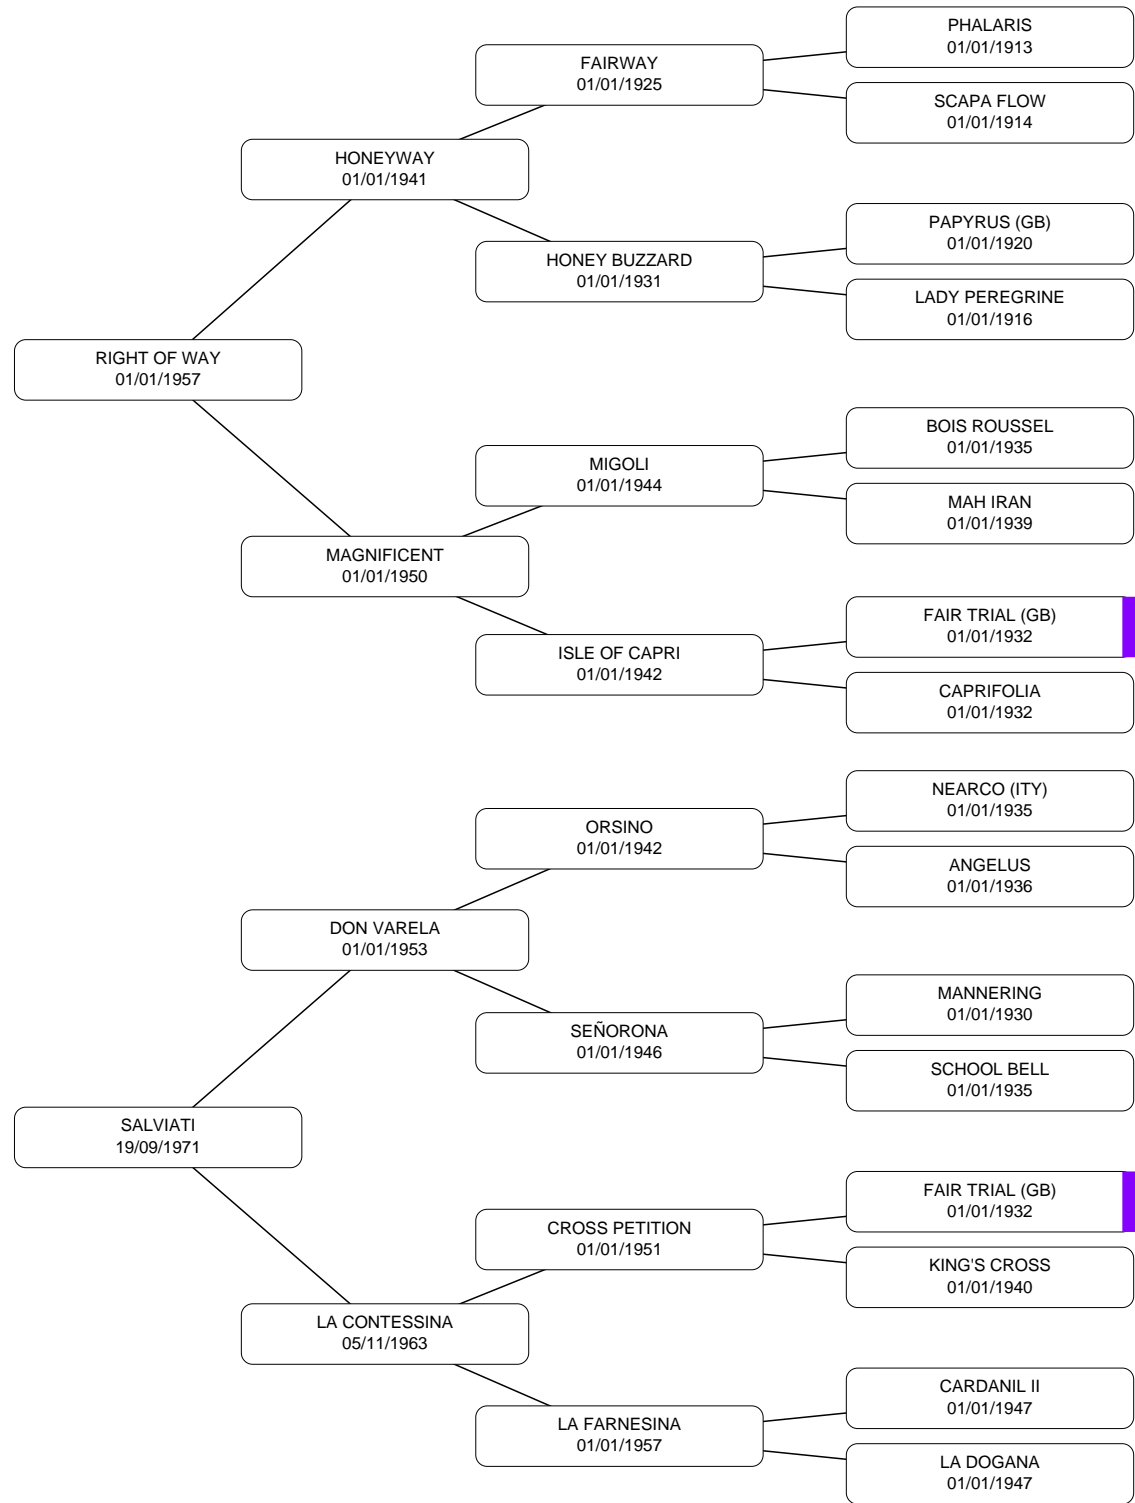 PHALARIS
01/01/1913
FAIRWAY
01/01/1925
SCAPA FLOW
01/01/1914
HONEYWAY
01/01/1941
PAPYRUS (GB)
01/01/1920
HONEY BUZZARD
01/01/1931
LADY PEREGRINE
01/01/1916
RIGHT OF WAY
01/01/1957
BOIS ROUSSEL
01/01/1935
MIGOLI
01/01/1944
MAH IRAN
01/01/1939
MAGNIFICENT
01/01/1950
FAIR TRIAL (GB)
01/01/1932
ISLE OF CAPRI
01/01/1942
CAPRIFOLIA
01/01/1932
NEARCO (ITY)
01/01/1935
ORSINO
01/01/1942
ANGELUS
01/01/1936
DON VARELA
01/01/1953
MANNERING
01/01/1930
SEÑORONA
01/01/1946
SCHOOL BELL
01/01/1935
SALVIATI
19/09/1971
FAIR TRIAL (GB)
01/01/1932
CROSS PETITION
01/01/1951
KING'S CROSS
01/01/1940
LA CONTESSINA
05/11/1963
CARDANIL II
01/01/1947
LA FARNESINA
01/01/1957
LA DOGANA
01/01/1947